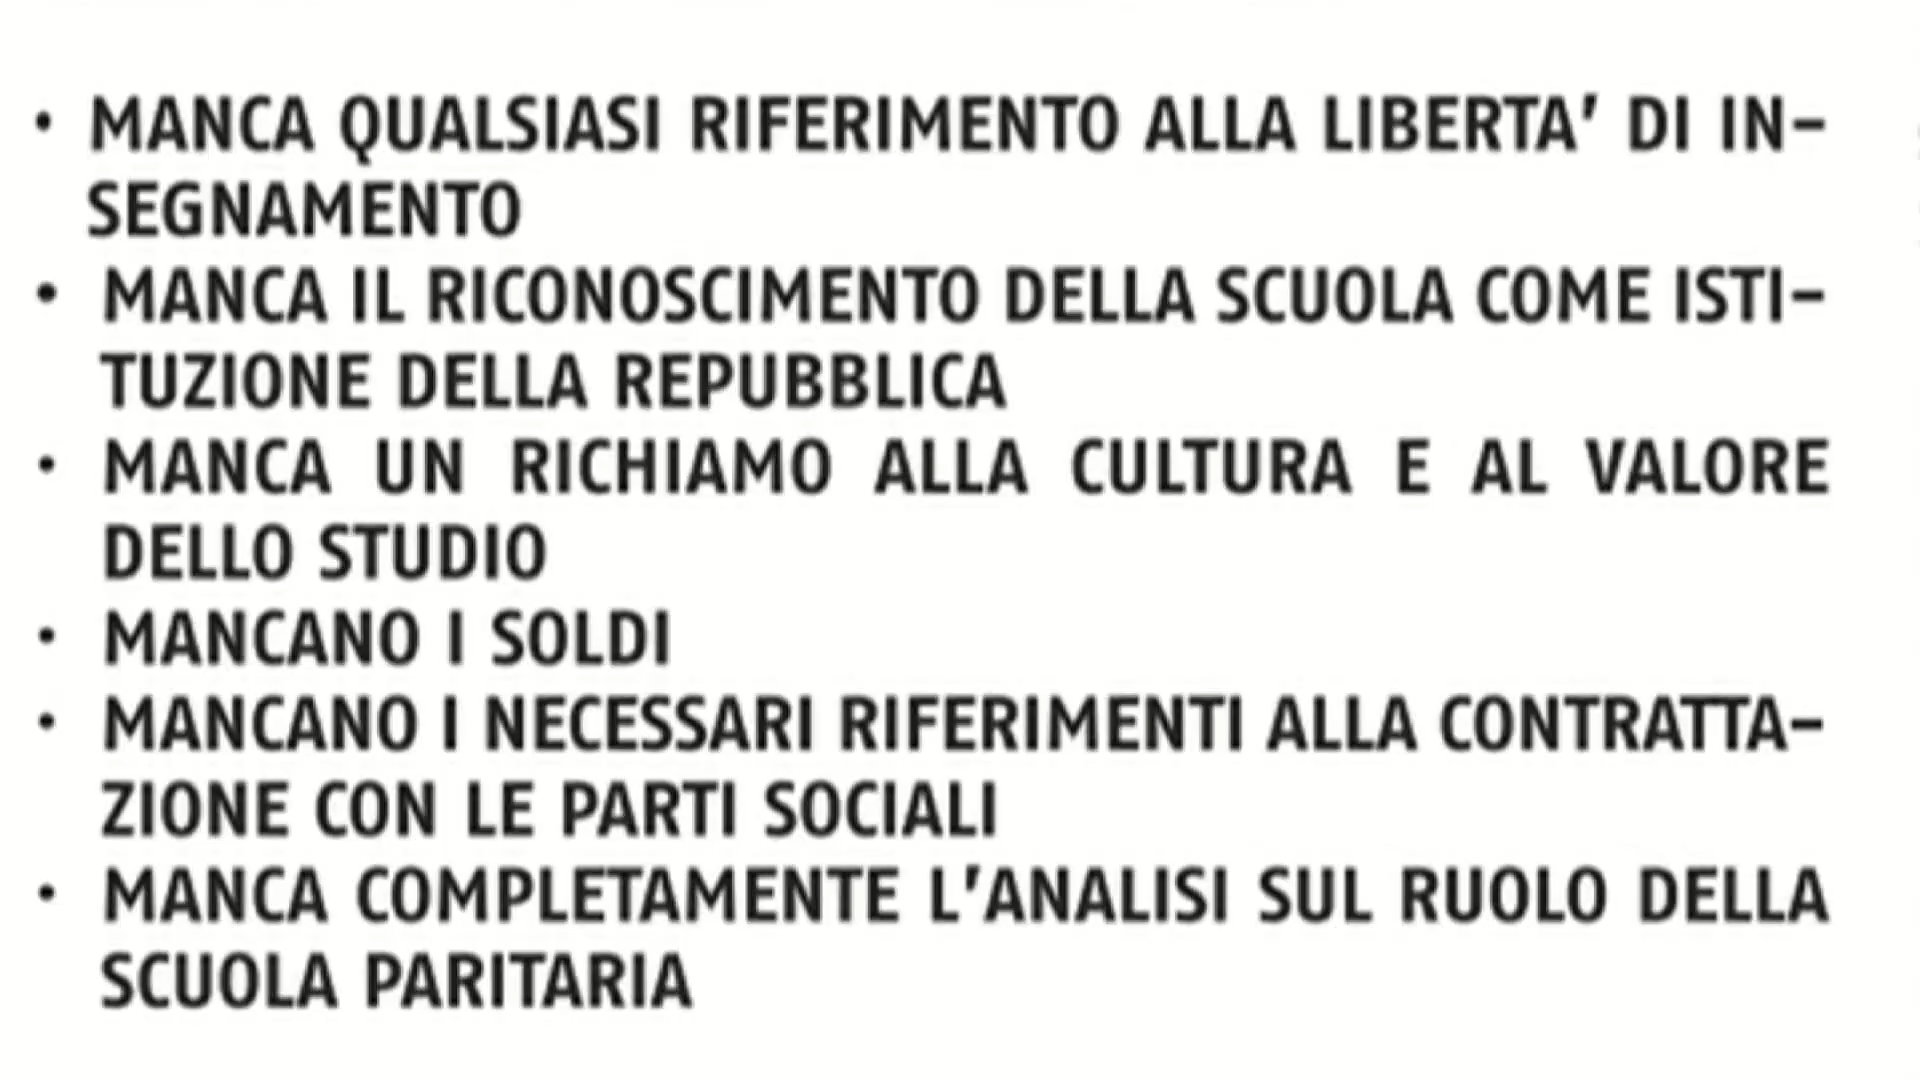 • MANCA QUALSIASI RIFERIMENTO ALLA LIBERTA' DI IN-
SEGNAMENTO
• MANCA IL RICONOSCIMENTO DELLA SCUOLA COME ISTI-
TUZIONE DELLA REPUBBLICA
• MANCA UN RICHIAMO ALLA CULTURA E AL VALORE
DELLO STUDIO
• MANCANO I SOLDI
• MANCANO I NECESSARI RIFERIMENTI ALLA CONTRATTA-
ZIONE CON LE PARTI SOCIALI
• MANCA COMPLETAMENTE L'ANALISI SUL RUOLO DELLA
SCUOLA PARITARIA